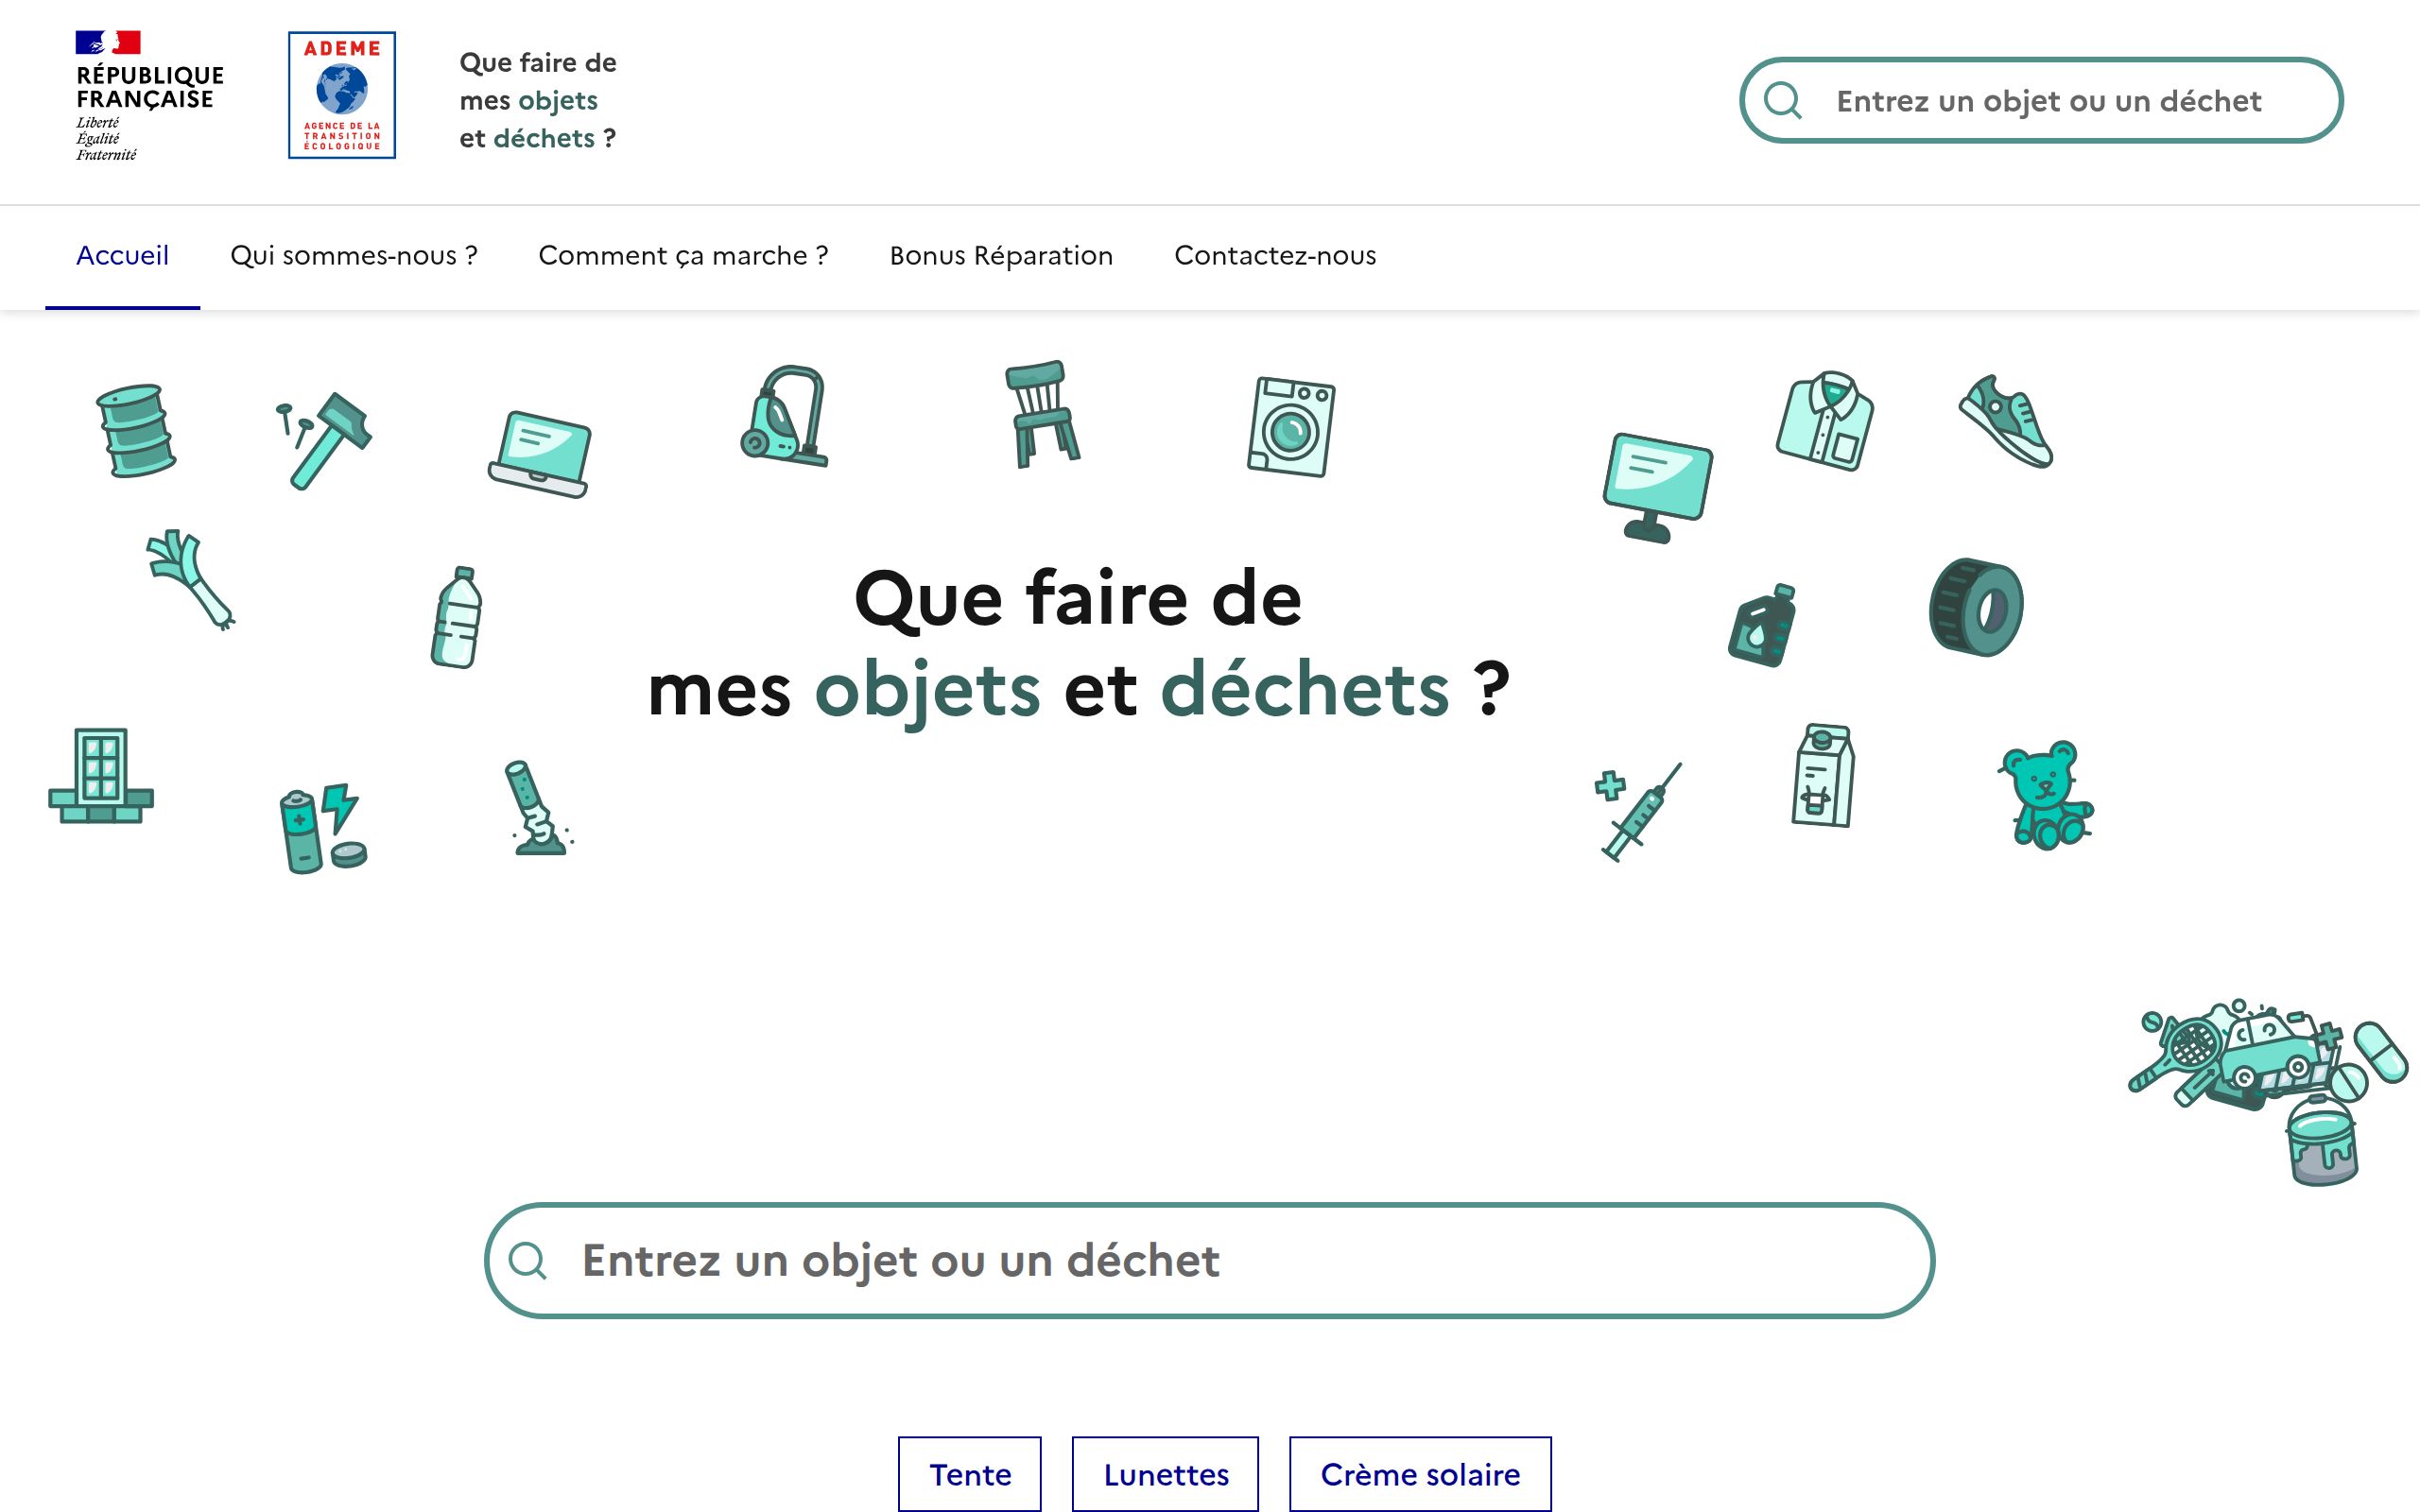 RÉPUBLIQUE
FRANÇAISE
Liberté
Égalité
Fraternité
ADEME
AGENCE DE LA
TRANSITION
ÉCOLOGIQUE
Que faire de
mes objets
et déchets ?
Entrez un objet ou un déchet
Accueil
Qui sommes-nous ?
Comment ça marche ?
Bonus Réparation
Contactez-nous
Que faire de
mes objets et déchets ?
Entrez un objet ou un déchet
Tente
Lunettes
Crème solaire